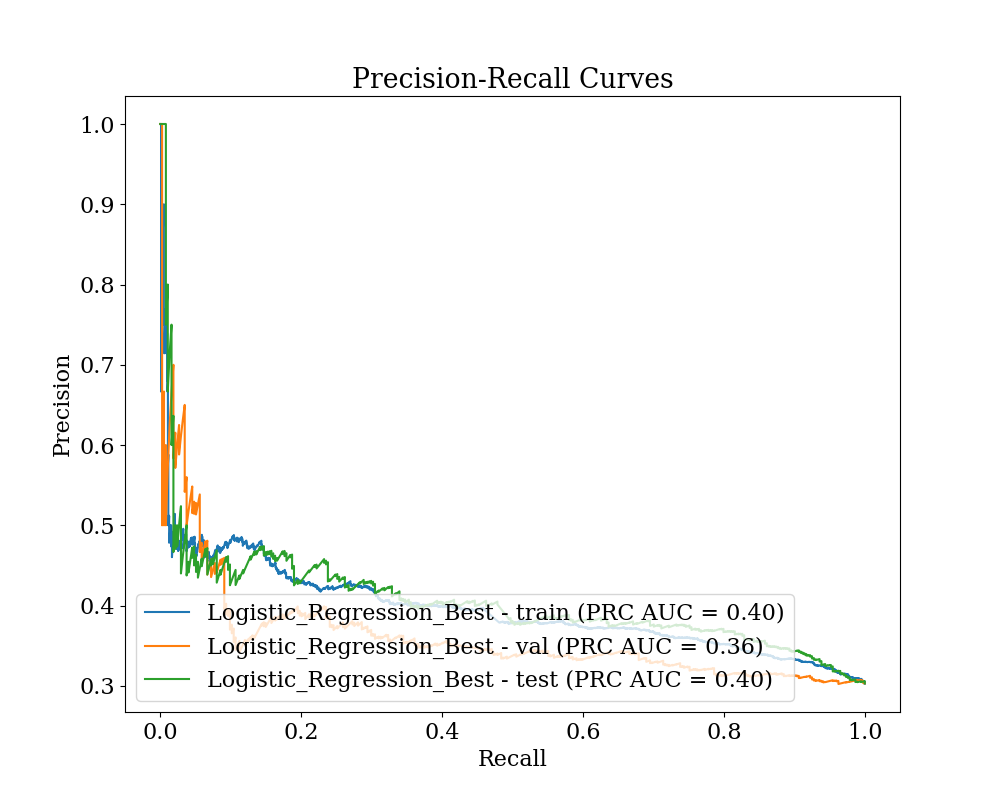 Precision-Recall Curves
1.0
0.9
0.8
0.7
0.6
0.5
0.4
0.3
Precision
Logistic_Regression_Best - train (PRC AUC = 0.40)
Logistic_Regression_Best - val (PRC AUC = 0.36)
Logistic_Regression_Best - test (PRC AUC = 0.40)
0.0 0.2 0.4 0.6 0.8 1.0
Recall